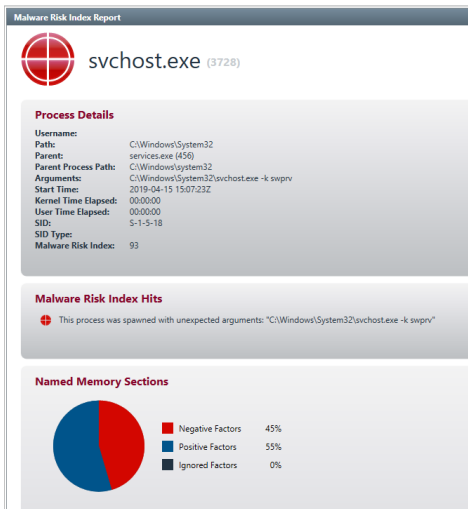 Malware Risk Index Report
svchost.exe (3728)
Process Details
Username:
Path: C:\Windows\System32
Parent: services.exe (456)
Parent Process Path: C:\Windows\system32
Arguments: C:\Windows\System32\svchost.exe -k swprv
Start Time: 2019-04-15 15:07:23Z
Kernel Time Elapsed: 00:00:00
User Time Elapsed: 00:00:00
SID: S-1-5-18
SID Type:
Malware Risk Index: 93
Malware Risk Index Hits
This process was spawned with unexpected arguments: "C:\Windows\System32\svchost.exe -k swprv"
Named Memory Sections
Negative Factors 45%
Positive Factors 55%
Ignored Factors 0%